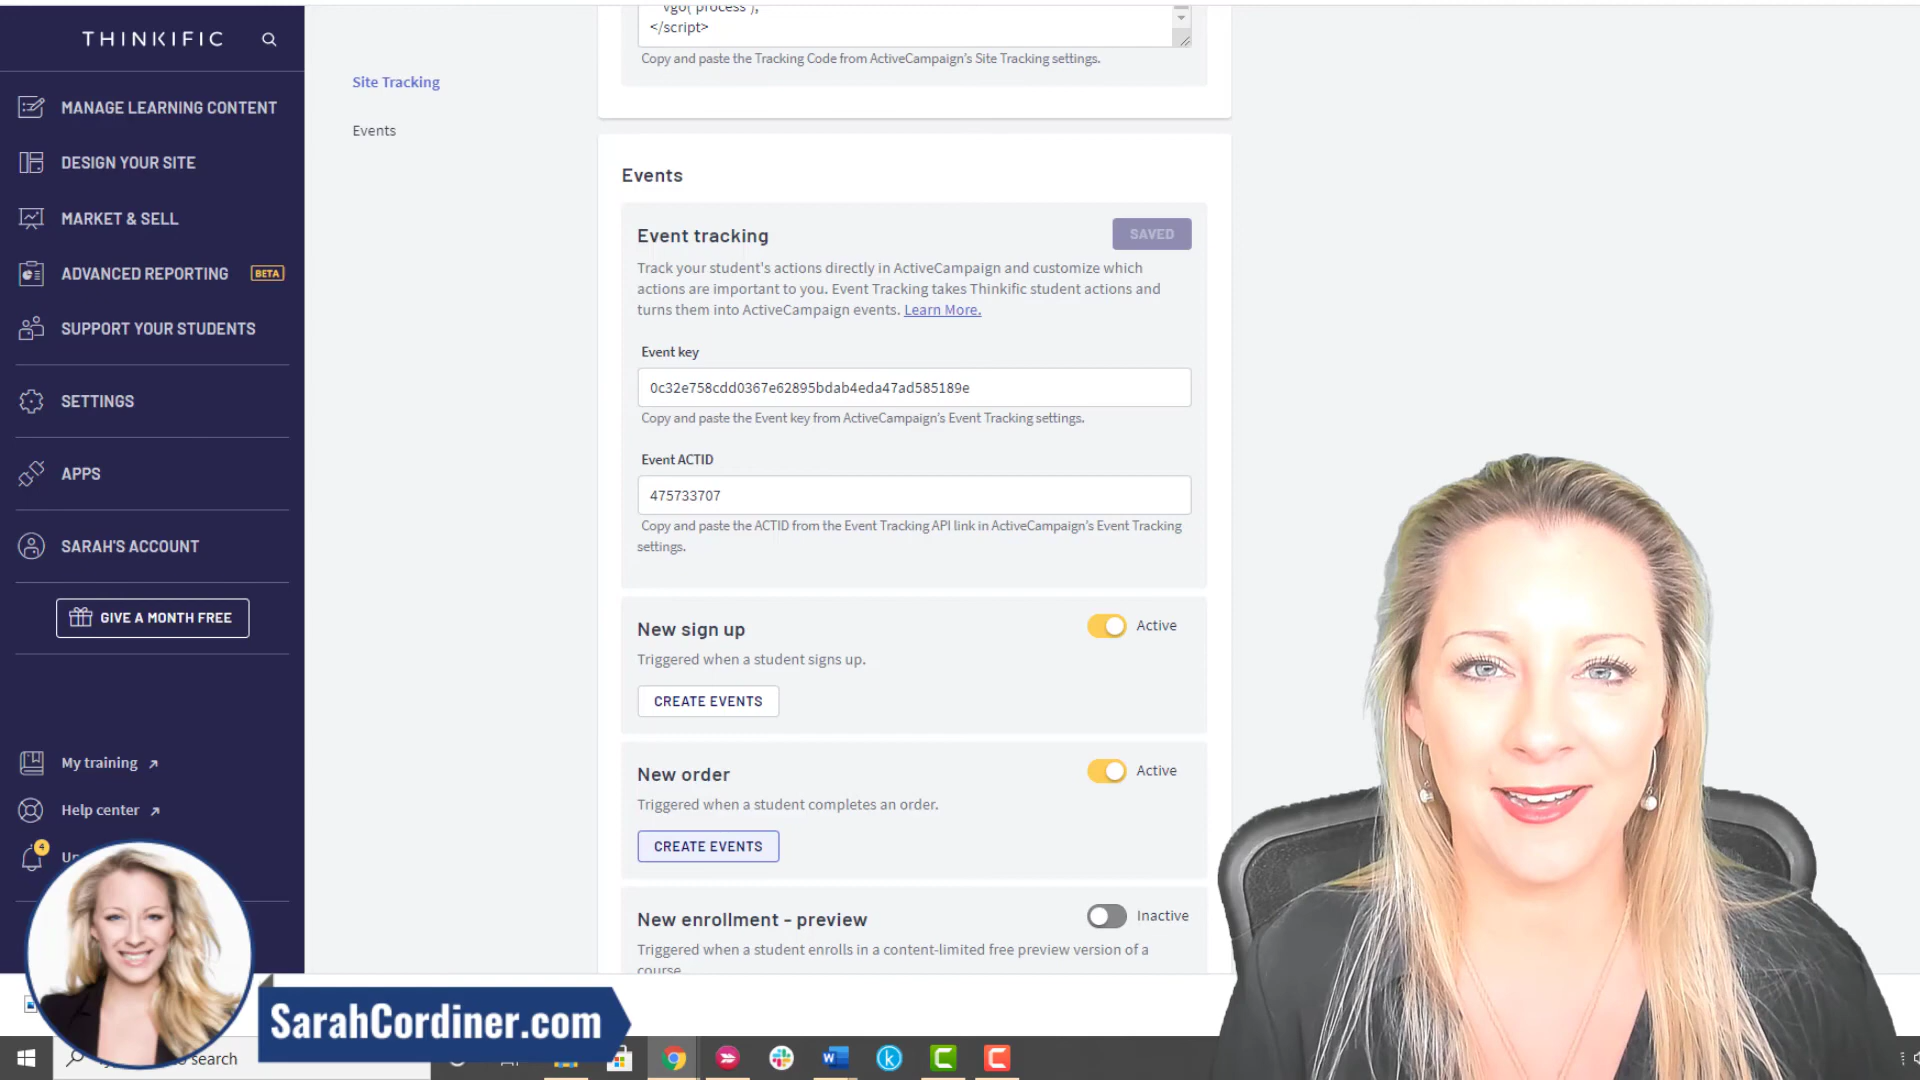 THINKIFIC
MANAGE LEARNING CONTENT
DESIGN YOUR SITE
MARKET & SELL
ADVANCED REPORTING BETA
SUPPORT YOUR STUDENTS
SETTINGS
APPS
SARAH'S ACCOUNT
GIVE A MONTH FREE
My training
Help center
4
Site Tracking
Events
vgo('process');
</script>
Copy and paste the Tracking Code from ActiveCampaign's Site Tracking settings.
Events
Event tracking
SAVED
Track your student's actions directly in ActiveCampaign and customize which
actions are important to you. Event Tracking takes Thinkific student actions and
turns them into ActiveCampaign events. Learn More.
Event key
0c32e758cdd0367e62895bdab4eda47ad585189e
Copy and paste the Event key from ActiveCampaign's Event Tracking settings.
Event ACTID
475733707
Copy and paste the ACTID from the Event Tracking API link in ActiveCampaign's Event Tracking
settings.
New sign up
Active
Triggered when a student signs up.
CREATE EVENTS
New order
Active
Triggered when a student completes an order.
CREATE EVENTS
New enrollment - preview
Inactive
Triggered when a student enrolls in a content-limited free preview version of a
course.
SarahCordiner.com
search